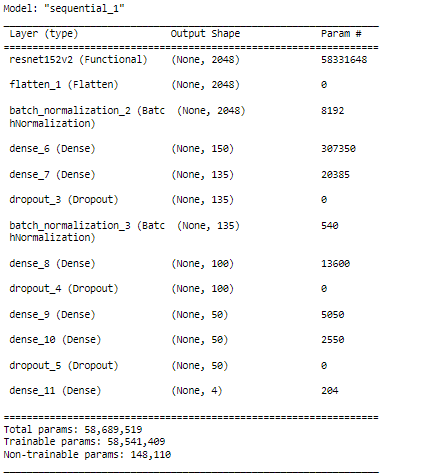 Model: "sequential_1"
Layer (type) Output Shape Param #
resnet152v2 (Functional) (None, 2048) 58331648
flatten_1 (Flatten) (None, 2048) 0
batch_normalization_2 (Batc (None, 2048) 8192
hNormalization)
dense_6 (Dense) (None, 150) 307350
dense_7 (Dense) (None, 135) 20385
dropout_3 (Dropout) (None, 135) 0
batch_normalization_3 (Batc (None, 135) 540
hNormalization)
dense_8 (Dense) (None, 100) 13600
dropout_4 (Dropout) (None, 100) 0
dense_9 (Dense) (None, 50) 5050
dense_10 (Dense) (None, 50) 2550
dropout_5 (Dropout) (None, 50) 0
dense_11 (Dense) (None, 4) 204
Total params: 58,689,519
Trainable params: 58,541,409
Non-trainable params: 148,110